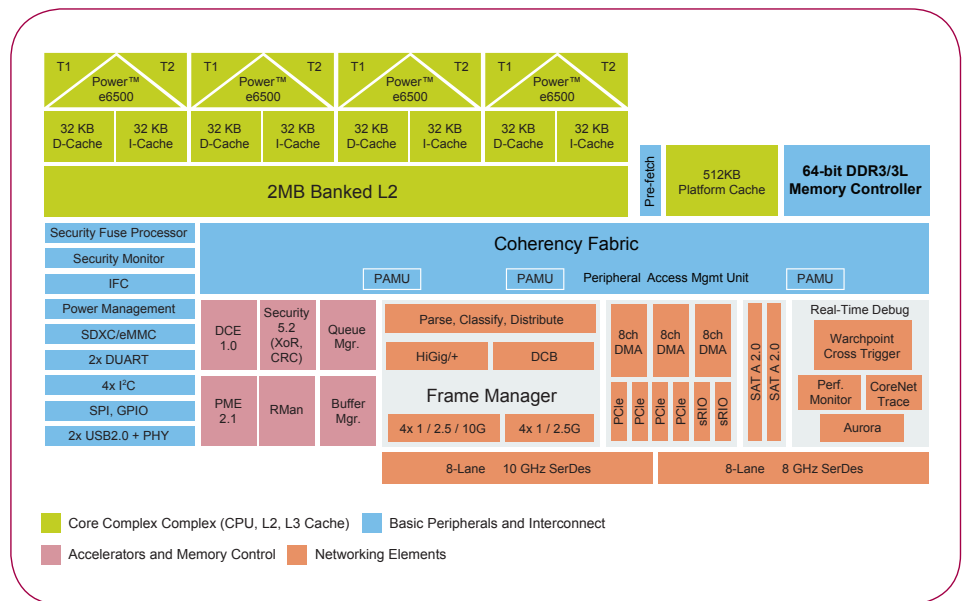 T1 T2
Power™
e6500
T1 T2
Power™
e6500
T1 T2
Power™
e6500
T1 T2
Power™
e6500
32 KB
D-Cache
32 KB
I-Cache
32 KB
D-Cache
32 KB
I-Cache
32 KB
D-Cache
32 KB
I-Cache
32 KB
D-Cache
32 KB
I-Cache
2MB Banked L2
Pre-fetch
512KB
Platform Cache
64-bit DDR3/3L
Memory Controller
Security Fuse Processor
Security Monitor
IFC
Power Management
SDXC/eMMC
2x DUART
4x I²C
SPI, GPIO
2x USB2.0 + PHY
Coherency Fabric
PAMU
PAMU
Peripheral Access Mgmt Unit
PAMU
DCE
1.0
Security
5.2
(XoR,
CRC)
Queue
Mgr.
PME
2.1
RMan
Buffer
Mgr.
Parse, Classify, Distribute
HiGig/+
DCB
Frame Manager
4x 1 / 2.5 / 10G
4x 1 / 2.5G
8ch
DMA
8ch
DMA
8ch
DMA
PCIe
PCIe
PCIe
PCIe
sRIO
sRIO
SAT A 2.0
SAT A 2.0
Real-Time Debug
Warchpoint
Cross Trigger
Perf.
Monitor
CoreNet
Trace
Aurora
8-Lane 10 GHz SerDes
8-Lane 8 GHz SerDes
Core Complex Complex (CPU, L2, L3 Cache)
Basic Peripherals and Interconnect
Accelerators and Memory Control
Networking Elements